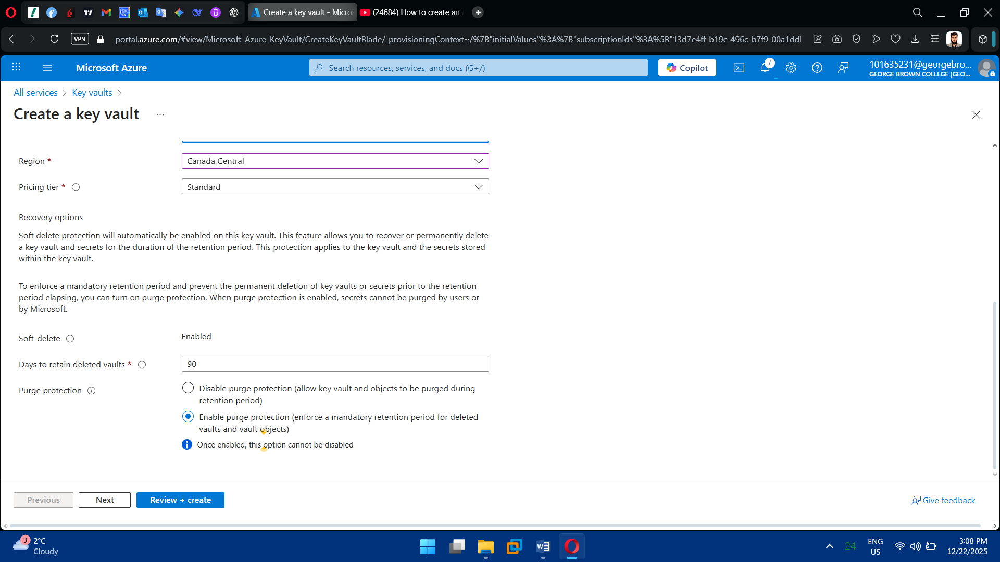 Create a key vault - Micros
(24684) How to create an A
VPN
portal.azure.com/#view/Microsoft_Azure_KeyVault/CreateKeyVaultBlade/_provisioningContext~/%7B"initialValues"%3A%7B"subscriptionIds"%3A%5B"13d7e4ff-b19c-496c-b7f9-00a1dd
Microsoft Azure
Search resources, services, and docs (G+/)
Copilot
7
101635231@georgebro...
GEORGE BROWN COLLEGE (GEO...
All services > Key vaults >
Create a key vault ...
Region *
Canada Central
Pricing tier *
Standard
Recovery options
Soft delete protection will automatically be enabled on this key vault. This feature allows you to recover or permanently delete
a key vault and secrets for the duration of the retention period. This protection applies to the key vault and the secrets stored
within the key vault.
To enforce a mandatory retention period and prevent the permanent deletion of key vaults or secrets prior to the retention
period elapsing, you can turn on purge protection. When purge protection is enabled, secrets cannot be purged by users or
by Microsoft.
Soft-delete
Enabled
Days to retain deleted vaults *
90
Purge protection
Disable purge protection (allow key vault and objects to be purged during
retention period)
Enable purge protection (enforce a mandatory retention period for deleted
vaults and vault objects)
Once enabled, this option cannot be disabled
Previous
Next
Review + create
Give feedback
3
2°C
Cloudy
24
ENG
US
3:08 PM
12/22/2025